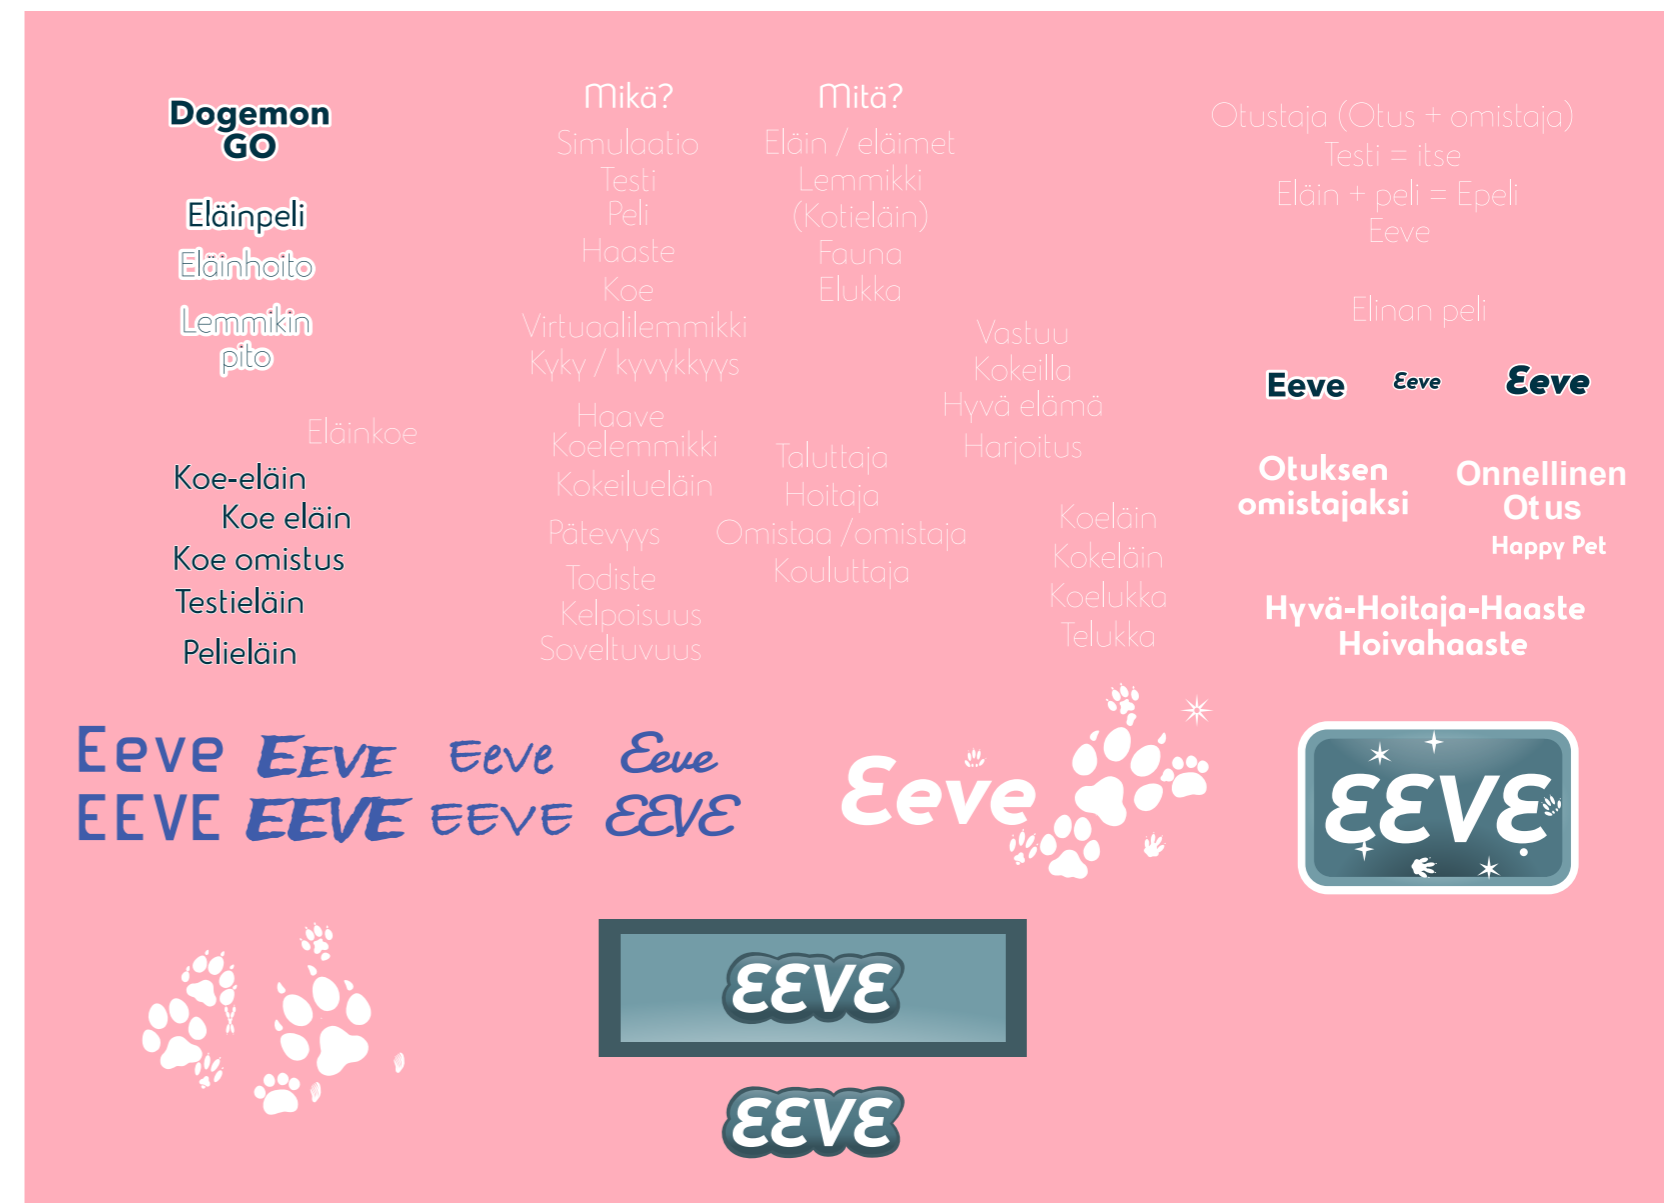 Dogemon
GO
Eläinpeli
Eläinhoito
Lemmikin
pito
Eläinkoe
Koe-eläin
Koe eläin
Koe omistus
Testieläin
Pelieläin
Mikä?
Simulaatio
Testi
Peli
Haaste
Koe
Virtuaalilemmikki
Kyky / kyvykkyys
Haave
Koelemmikki
Kokeilueläin
Pätevyys
Todiste
Kelpoisuus
Soveltuvuus
Mitä?
Eläin / eläimet
Lemmikki
(Kotieläin)
Fauna
Elukka
Taluttaja
Hoitaja
Omistaa /omistaja
Kouluttaja
Vastuu
Kokeilla
Hyvä elämä
Harjoitus
Koeläin
Kokeläin
Koelukka
Telukka
Otustaja (Otus + omistaja)
Testi = itse
Eläin + peli = Epeli
Eeve
Elinan peli
Eeve Eeve Eeve
Otuksen
omistajaksi
Onnellinen
Otus
Happy Pet
Hyvä-Hoitaja-Haaste
Hoivahaaste
Eeve EEVE Eeve Eeve
EEVE EEVE EEVE EEVE
Eeve
EEVE
EEVE
EEVE